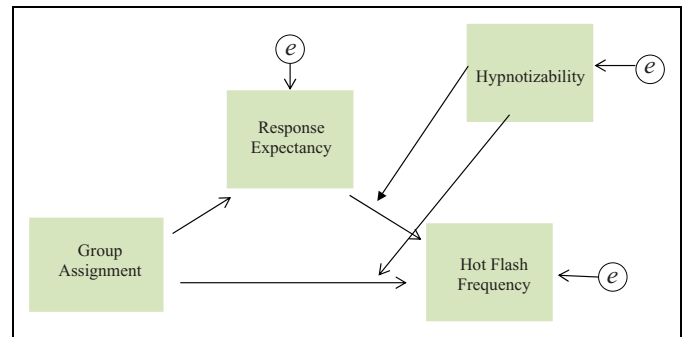 e
Hypnotizability
e
Response
Expectancy
Group
Assignment
Hot Flash
Frequency
e